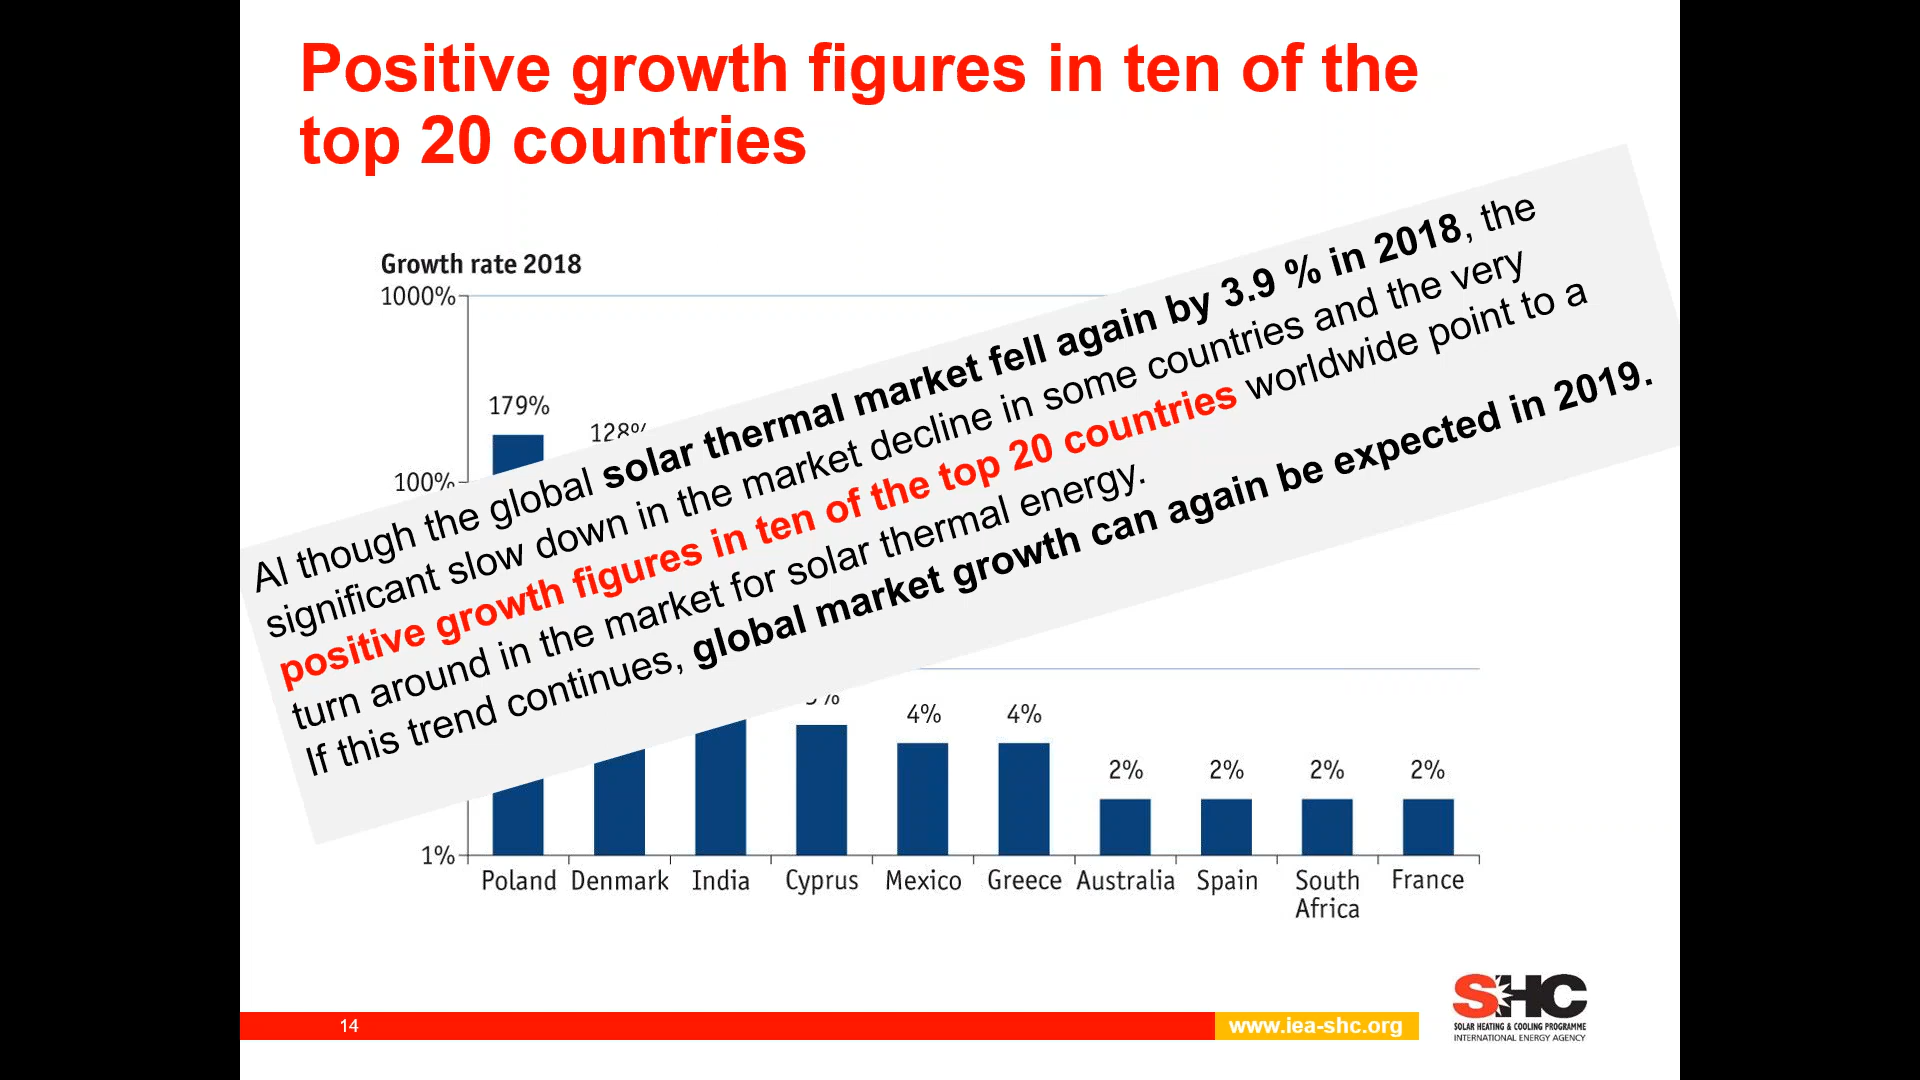 Positive growth figures in ten of the
top 20 countries
Growth rate 2018
1000%
179%
128%
100%
Al though the global solar thermal market fell again by 3.9 % in 2018, the
significant slow down in the market decline in some countries and the very
positive growth figures in ten of the top 20 countries worldwide point to a
turn around in the market for solar thermal energy.
If this trend continues, global market growth can again be expected in 2019.
4%
4%
2%
2%
2%
2%
1%
Poland
Denmark
India
Cyprus
Mexico
Greece
Australia
Spain
South
Africa
France
14
www.iea-shc.org
SHC
SOLAR HEATING & COOLING PROGRAMME
INTERNATIONAL ENERGY AGENCY